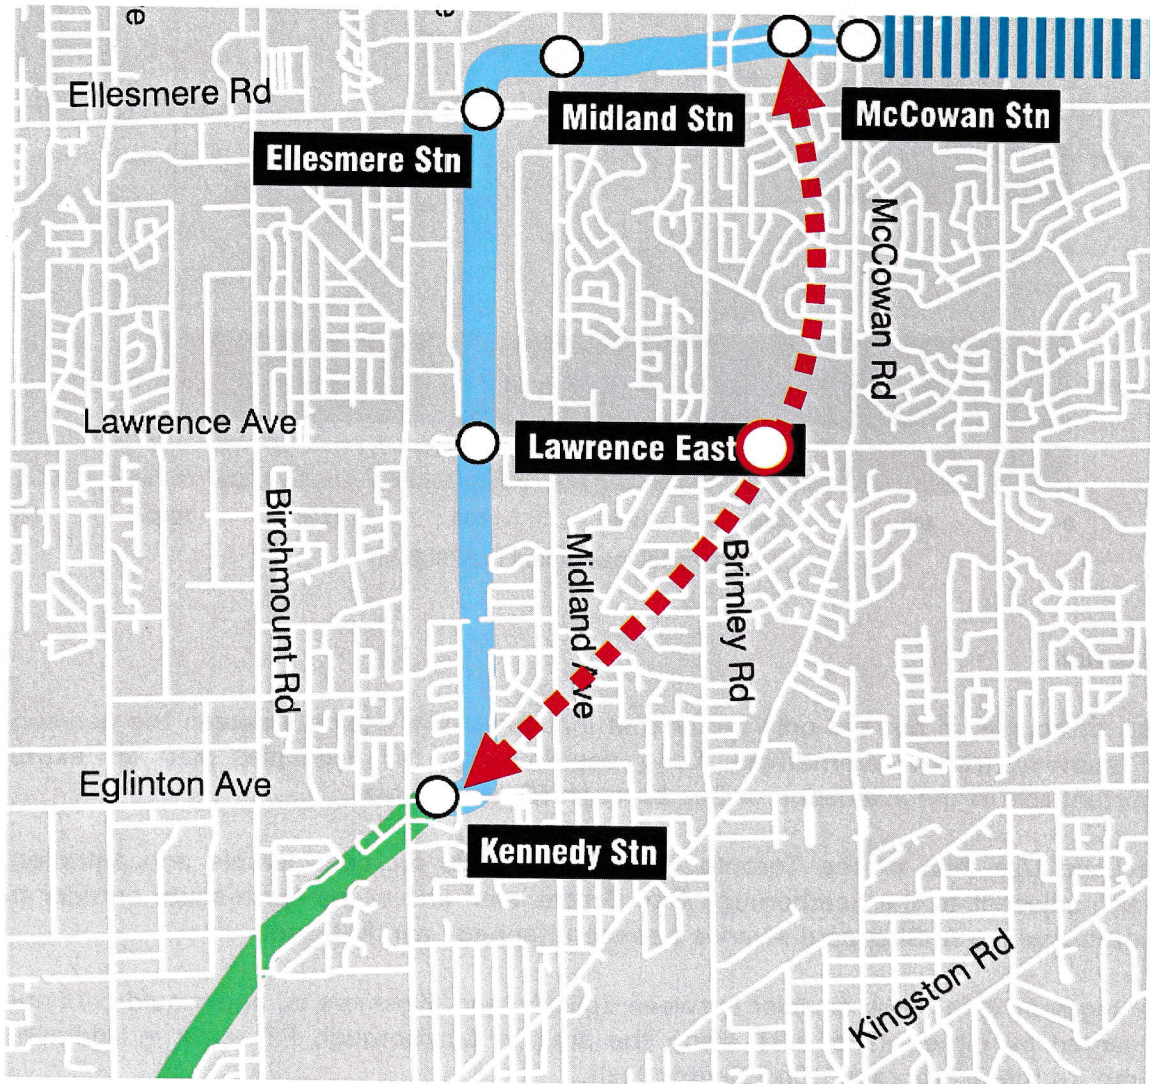 Ellesmere Rd
Ellesmere Stn
Midland Stn
McCowan Stn
McCowan Rd
Lawrence Ave
Lawrence East
Birchmount Rd
Midland Ave
Brimley Rd
Eglinton Ave
Kennedy Stn
Kingston Rd